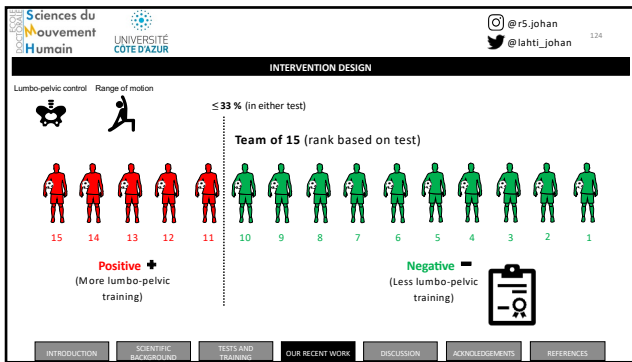 ÉCOLE DOCTORALE
Sciences du
Mouvement
Humain
UNIVERSITÉ
CÔTE D'AZUR
@r5.johan
@lahti_johan
124
INTERVENTION DESIGN
Lumbo-pelvic control
Range of motion
≤ 33 % (in either test)
Team of 15 (rank based on test)
15 14 13 12 11 10 9 8 7 6 5 4 3 2 1
Positive +
(More lumbo-pelvic
training)
Negative −
(Less lumbo-pelvic
training)
INTRODUCTION
SCIENTIFIC
BACKGROUND
TESTS AND
TRAINING
OUR RECENT WORK
DISCUSSION
ACKNOLEDGEMENTS
REFERENCES